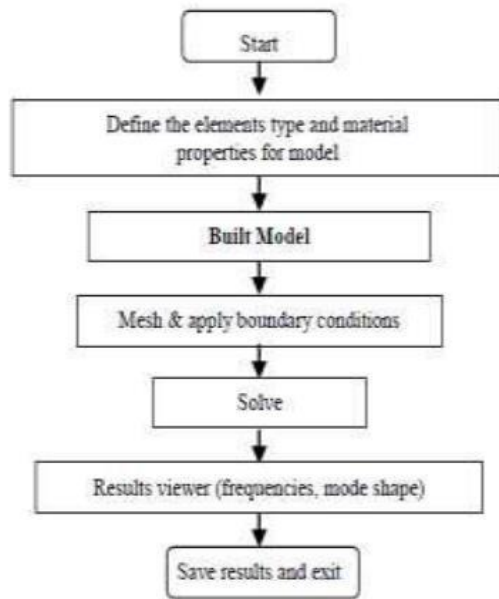 Start
Define the elements type and material
properties for model
Built Model
Mesh & apply boundary conditions
Solve
Results viewer (frequencies, mode shape)
Save results and exit